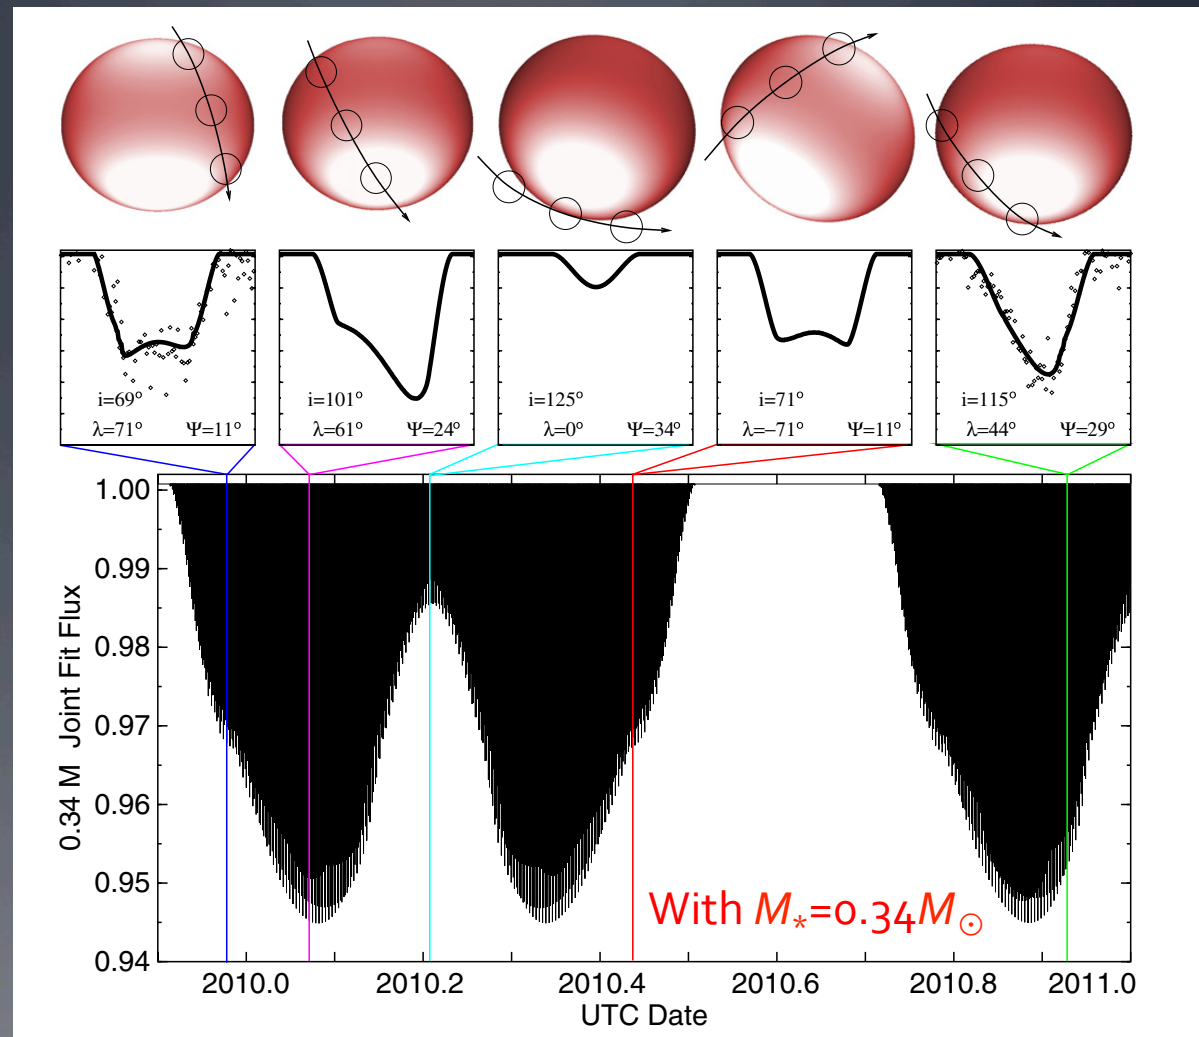 i=69°
λ=71° Ψ=11°
i=101°
λ=61° Ψ=24°
i=125°
λ=0° Ψ=34°
i=71°
λ=-71° Ψ=11°
i=115°
λ=44° Ψ=29°
1.00
0.99
0.98
0.97
0.96
0.95
0.94
0.34 M Joint Fit Flux
With M*=0.34M☉
2010.0 2010.2 2010.4 2010.6 2010.8 2011.0
UTC Date